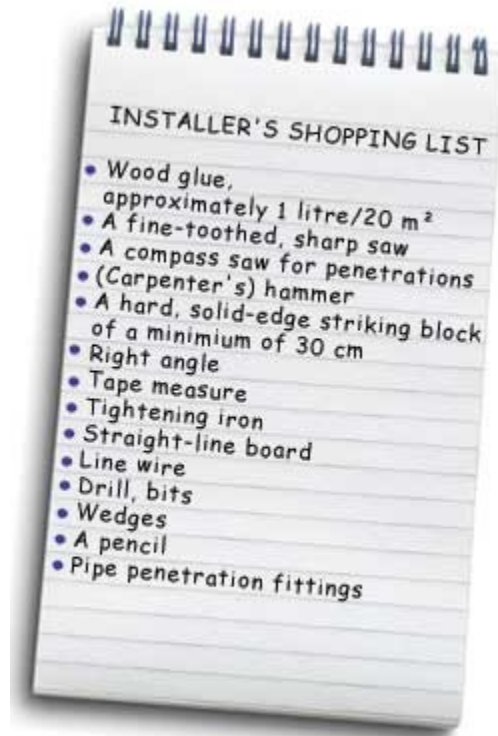 INSTALLER'S SHOPPING LIST
• Wood glue,
approximately 1 litre/20 m²
• A fine-toothed, sharp saw
• A compass saw for penetrations
• (Carpenter's) hammer
• A hard, solid-edge striking block
of a minimium of 30 cm
• Right angle
• Tape measure
• Tightening iron
• Straight-line board
• Line wire
• Drill, bits
• Wedges
• A pencil
• Pipe penetration fittings